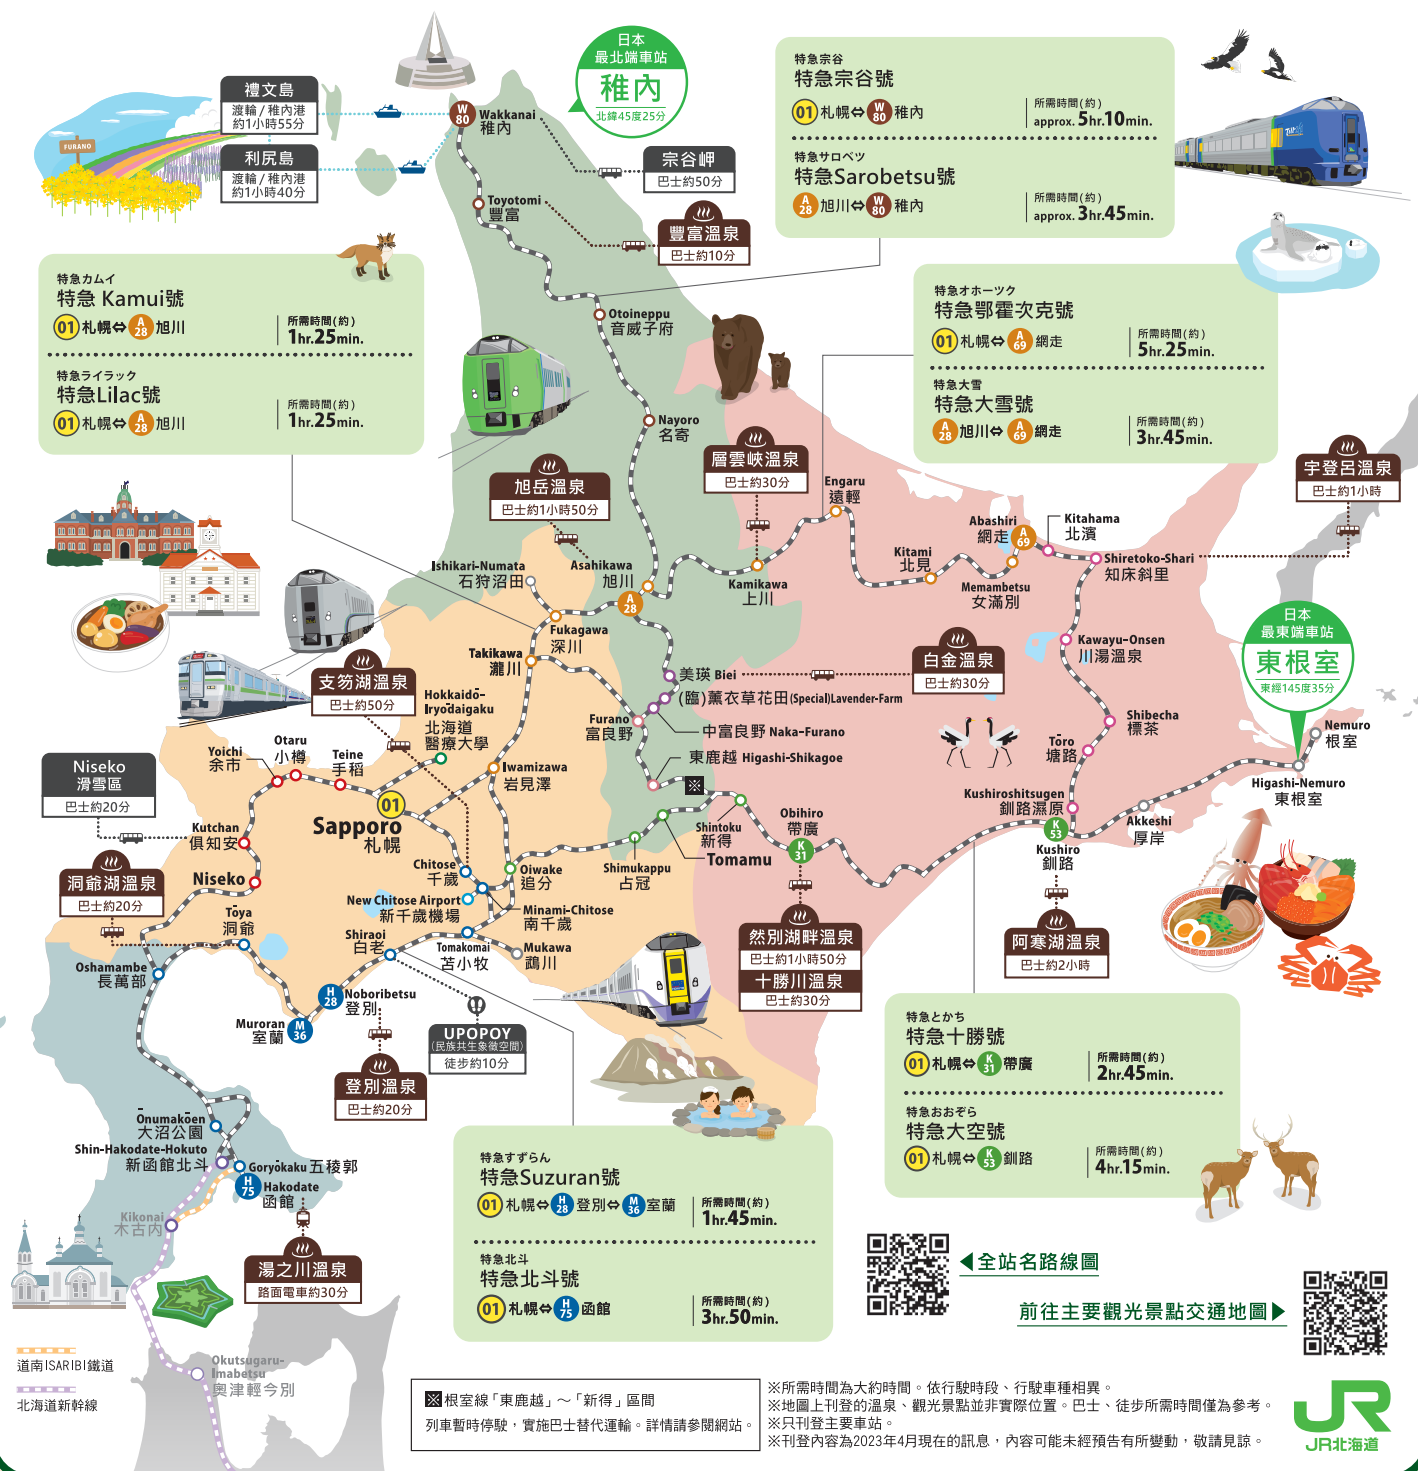 日本
最北端車站
稚內
北緯45度25分
禮文島
渡輪 / 稚內港
約1小時55分
利尻島
渡輪 / 稚內港
約1小時40分
FURANO
W
80
Wakkanai
稚內
宗谷岬
巴士約50分
Toyotomi
豐富
豐富溫泉
巴士約10分
特急宗谷
特急宗谷號
01 札幌⇔ W 80 稚內
所需時間(約)
approx. 5hr.10min.
特急サロベツ
特急Sarobetsu號
A 28 旭川⇔ W 80 稚內
所需時間(約)
approx. 3hr.45min.
特急カムイ
特急 Kamui號
01 札幌⇔ A 28 旭川
所需時間(約)
1hr.25min.
特急ライラック
特急Lilac號
01 札幌⇔ A 28 旭川
所需時間(約)
1hr.25min.
特急オホーツク
特急鄂霍次克號
01 札幌⇔ A 69 網走
所需時間(約)
5hr.25min.
特急大雪
特急大雪號
A 28 旭川⇔ A 69 網走
所需時間(約)
3hr.45min.
Otoineppu
音威子府
Nayoro
名寄
層雲峽溫泉
巴士約30分
旭岳溫泉
巴士約1小時50分
宇登呂溫泉
巴士約1小時
Engaru
遠輕
Abashiri
網走
A
69
Kitahama
北濱
Shiretoko-Shari
知床斜里
Kitami
北見
Memambetsu
女滿別
Kamikawa
上川
Ishikari-Numata
石狩沼田
Asahikawa
旭川
A
28
Fukagawa
深川
Takikawa
瀧川
日本
最東端車站
東根室
東經145度35分
Kawayu-Onsen
川湯溫泉
白金溫泉
巴士約30分
美瑛 Biei
(臨)薰衣草花田(Special)Lavender-Farm
中富良野 Naka-Furano
Furano
富良野
東鹿越 Higashi-Shikagoe
※
支笏湖溫泉
巴士約50分
Hokkaidō-
Iryodaigaku
北海道
醫療大學
Iwamizawa
岩見澤
Otaru
小樽
Yoichi
余市
Teine
手稻
01
Sapporo
札幌
Niseko
滑雪區
巴士約20分
Kutchan
俱知安
Niseko
洞爺湖溫泉
巴士約20分
Tōya
洞爺
Shibecha
標茶
Tōro
塘路
Kushiroshitsugen
釧路濕原
K
53
Kushiro
釧路
Akkeshi
厚岸
Nemuro
根室
Higashi-Nemuro
東根室
Shintoku
新得
Tomamu
Shimukappu
占冠
Obihiro
帶廣
K
31
Oiwake
追分
Chitose
千歲
New Chitose Airport
新千歲機場
Minami-Chitose
南千歲
Shiraoi
白老
Tomakomai
苫小牧
Mukawa
鵡川
Oshamambe
長萬部
H
28
Noboribetsu
登別
Muroran
室蘭
M
36
登別溫泉
巴士約20分
UPOPOY
(民族共生象徵空間)
徒步約10分
然別湖畔溫泉
巴士約1小時50分
十勝川溫泉
巴士約30分
阿寒湖溫泉
巴士約2小時
特急とかち
特急十勝號
01 札幌⇔ K 31 帶廣
所需時間(約)
2hr.45min.
特急おおぞら
特急大空號
01 札幌⇔ K 53 釧路
所需時間(約)
4hr.15min.
Ōnumakōen
大沼公園
Shin-Hakodate-Hokuto
新函館北斗
Goryōkaku 五稜郭
H
75
Hakodate
函館
Kikonai
木古內
湯之川溫泉
路面電車約30分
特急すずらん
特急Suzuran號
01 札幌⇔ H 28 登別⇔ M 36 室蘭
所需時間(約)
1hr.45min.
特急北斗
特急北斗號
01 札幌⇔ H 75 函館
所需時間(約)
3hr.50min.
◀全站名路線圖
前往主要觀光景點交通地圖▶
道南ISARIBI鐵道
北海道新幹線
Okutsugaru-
Imabetsu
奧津輕今別
※根室線「東鹿越」～「新得」區間
列車暫時停駛，實施巴士替代運輸。詳情請參閱網站。
※所需時間為大約時間。依行駛時段、行駛車種相異。
※地圖上刊登的溫泉、觀光景點並非實際位置。巴士、徒步所需時間僅為參考。
※只刊登主要車站。
※刊登內容為2023年4月現在的訊息，內容可能未經預告有所變動，敬請見諒。
JR
JR北海道